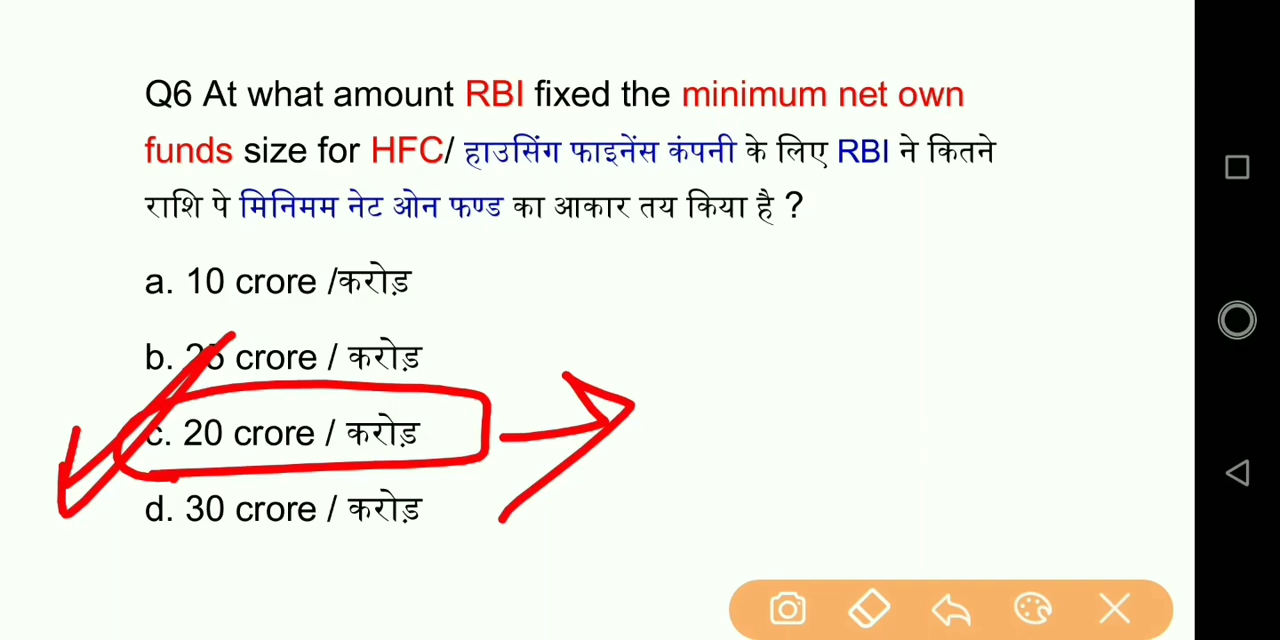 Q6 At what amount RBI fixed the minimum net own
funds size for HFC/ हाउसिंग फाइनेंस कंपनी के लिए RBI ने कितने
राशि पे मिनिमम नेट ओन फण्ड का आकार तय किया है ?
a. 10 crore /करोड़
b. 25 crore / करोड़
c. 20 crore / करोड़
d. 30 crore / करोड़